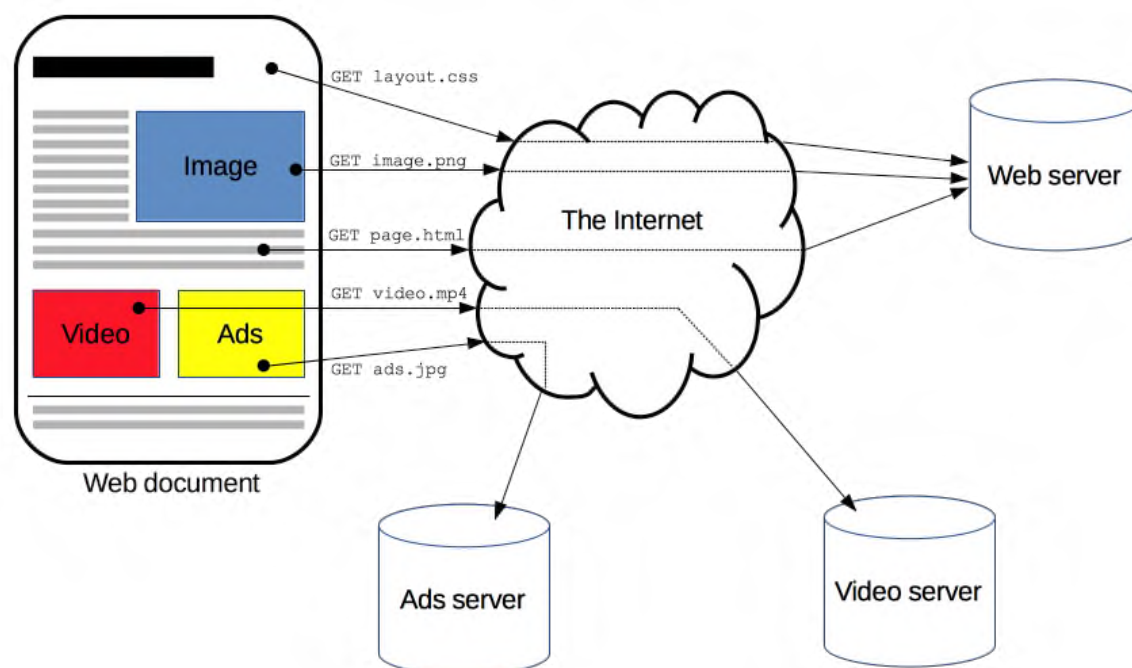 GET layout.css
Image
GET image.png
Web server
The Internet
GET page.html
GET video.mp4
Video
Ads
GET ads.jpg
Web document
Ads server
Video server